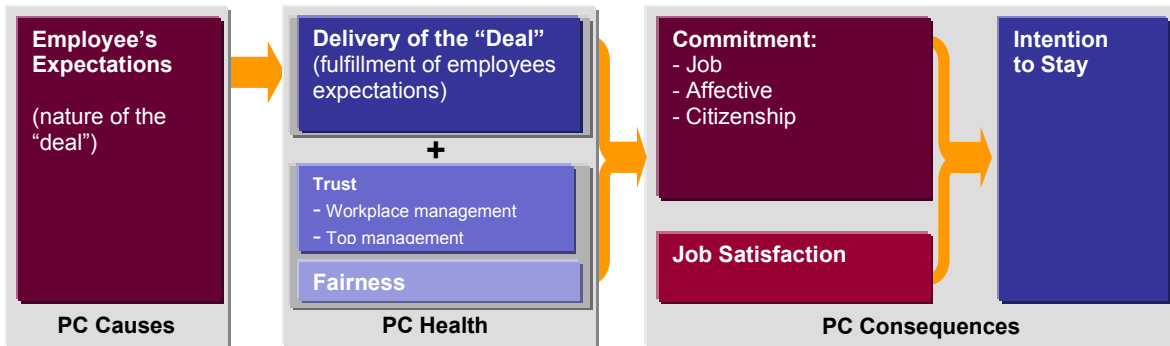 Employee's
Expectations
(nature of the
"deal")
PC Causes
Delivery of the "Deal"
(fulfillment of employees
expectations)
+
Trust
- Workplace management
- Top management
Fairness
PC Health
Commitment:
- Job
- Affective
- Citizenship
Job Satisfaction
Intention
to Stay
PC Consequences